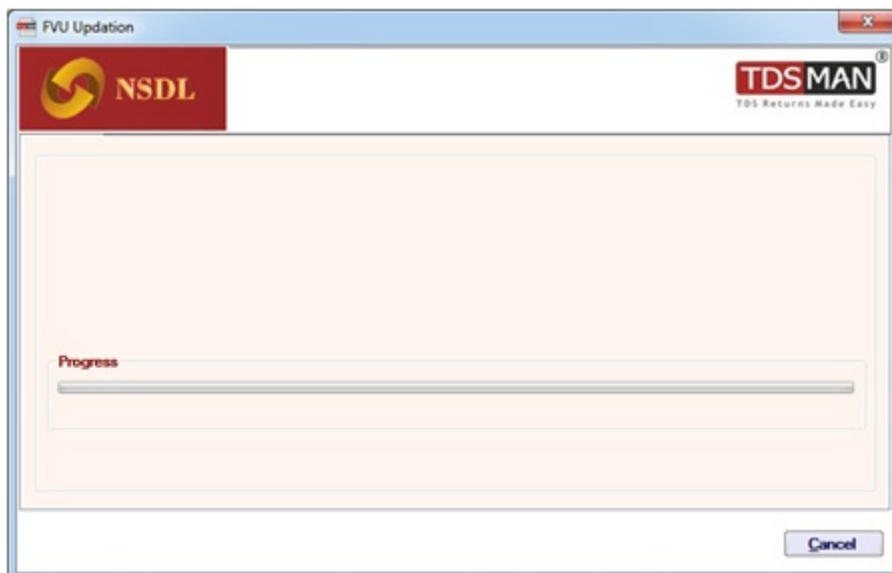 FVU Updation
NSDL
TDSMAN®
TDS Returns Made Easy
Progress
Cancel